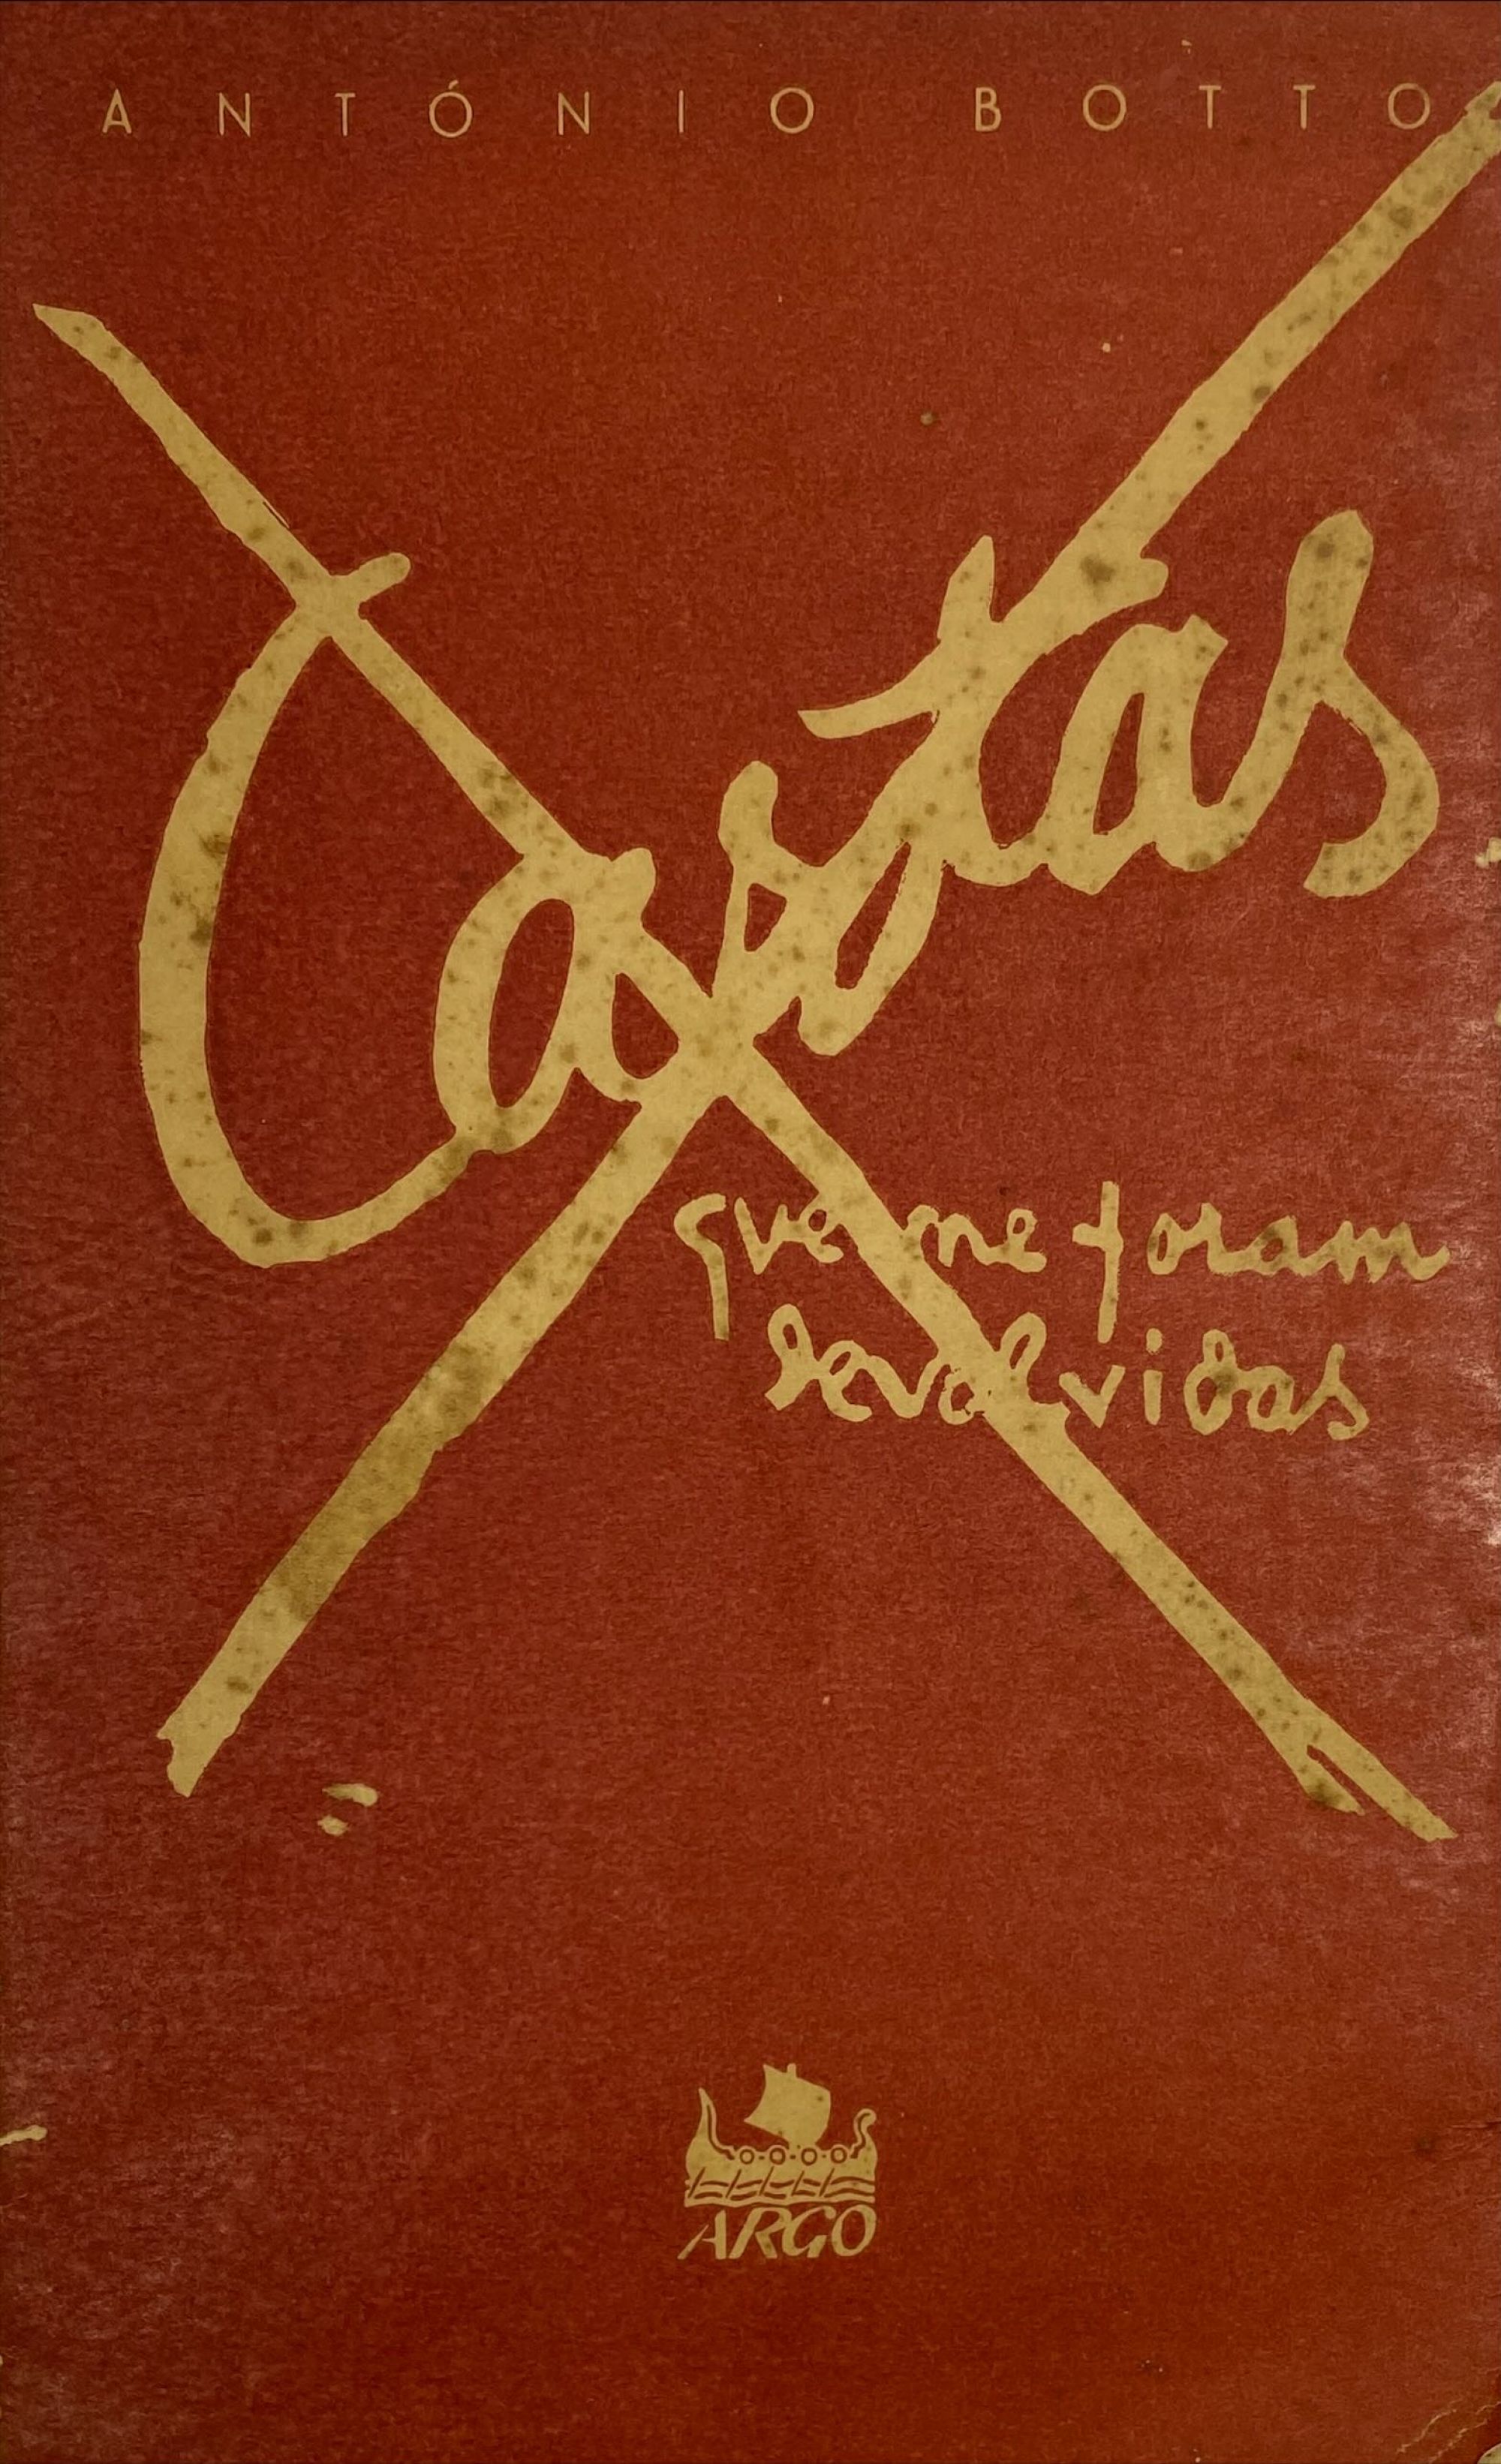 ANTÓNIO BOTTO
Cartas
que me foram
devolvidas
ARGO